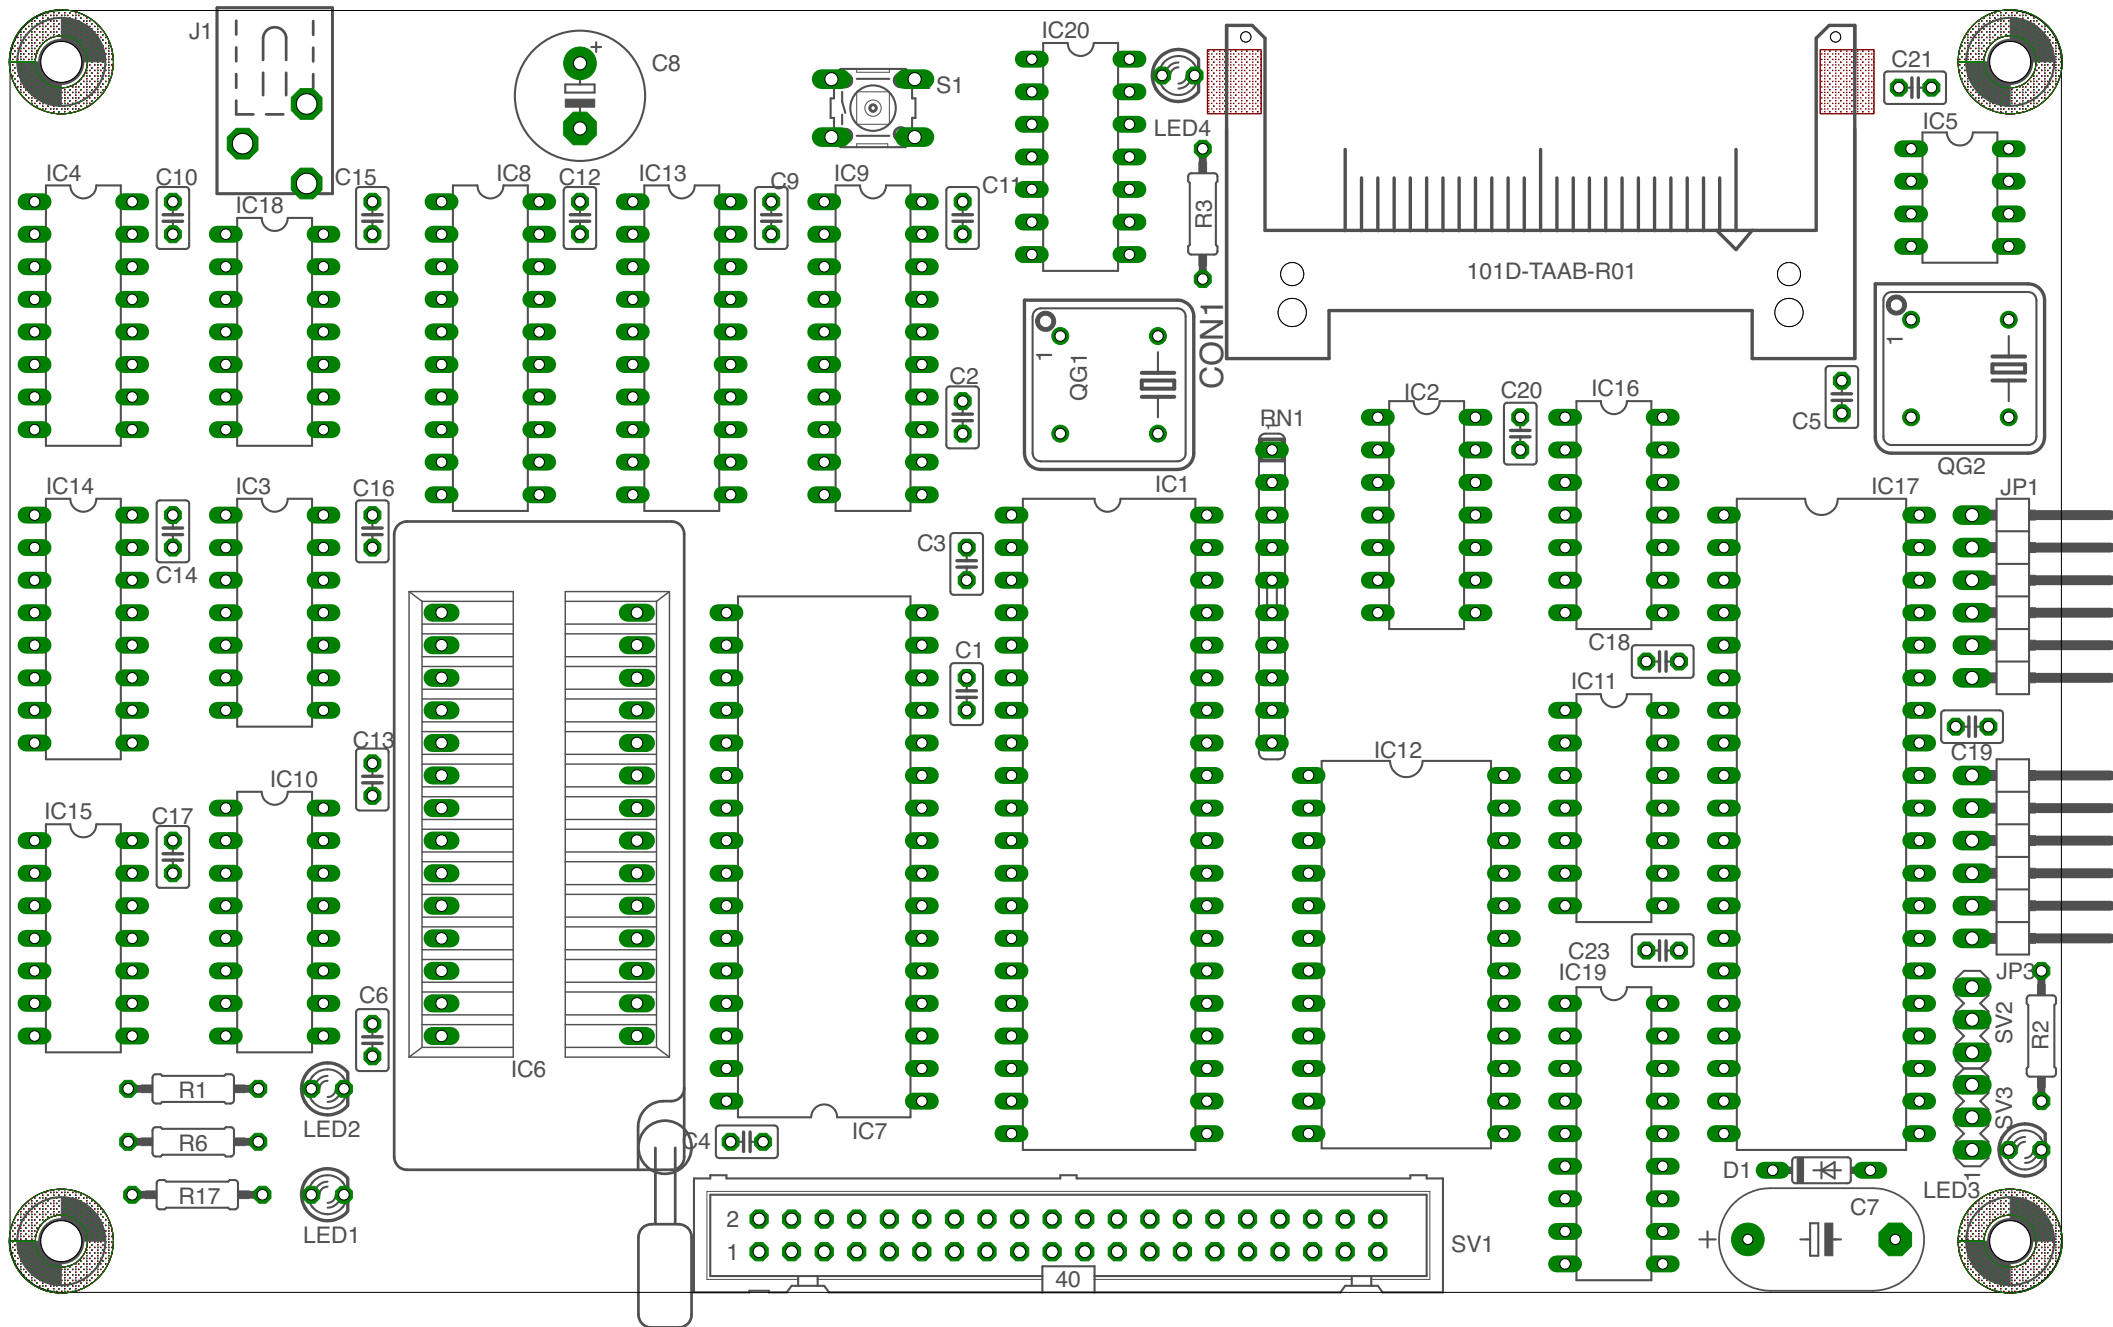 J1
C8
S1
IC20
LED4
C21
IC5
IC4
C10
C15
IC18
IC8
C12
IC13
C9
IC9
C11
R3
101D-TAAB-R01
1
QG1
CON1
1
QG2
C2
RN1
IC2
C20
IC16
C5
IC14
C14
IC3
C16
IC1
IC17
JP1
C3
C1
C18
IC11
C19
C13
IC12
IC15
C17
IC10
C23
IC19
JP3
SV2
R2
C6
IC6
R1
LED2
R6
C4
IC7
SV3
1
D1
LED3
R17
LED1
2
1
40
SV1
C7
+
+